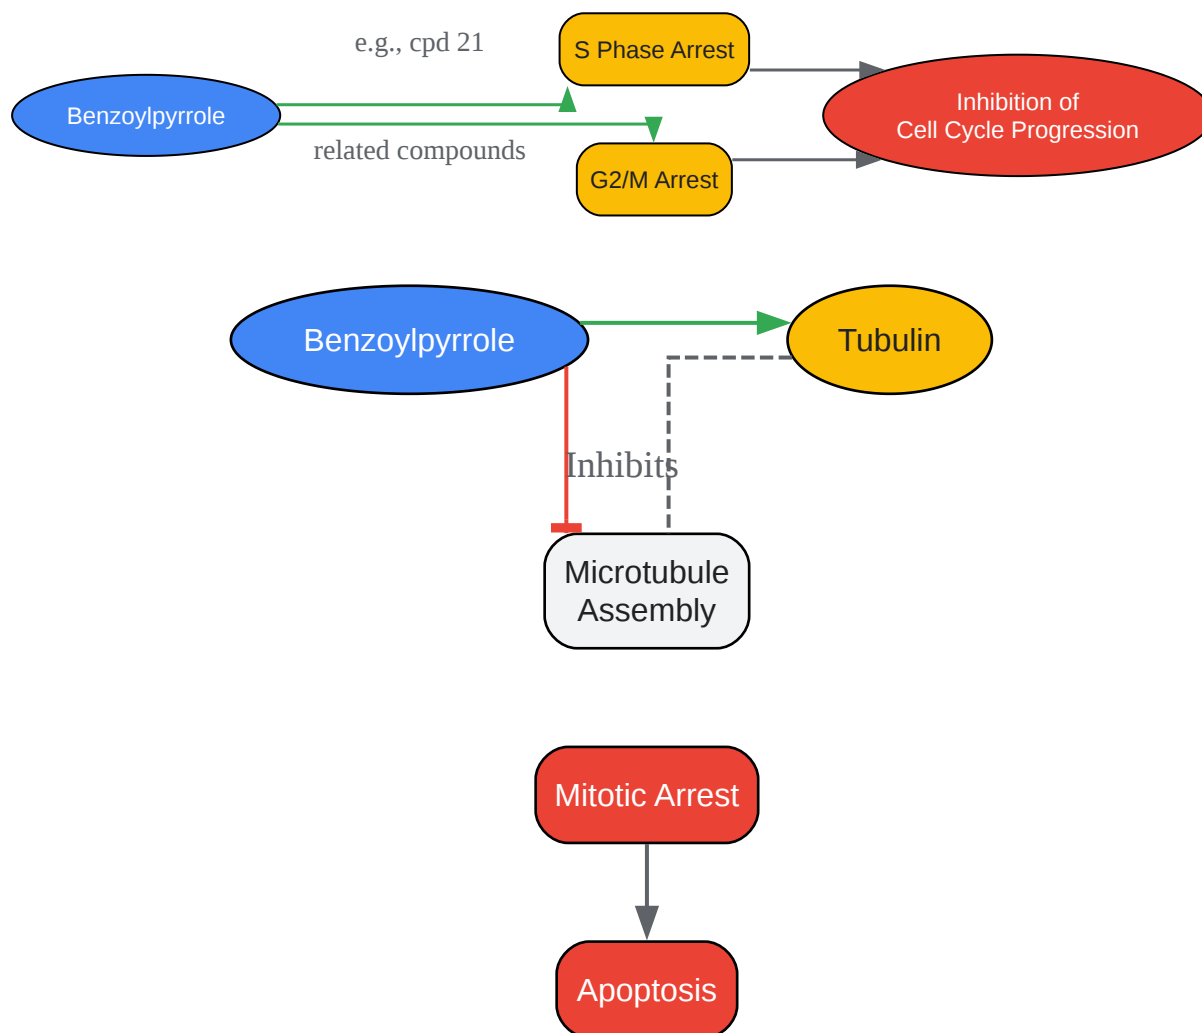 e.g., cpd 21
S Phase Arrest
Benzoylpyrrole
Inhibition of
Cell Cycle Progression
related compounds
G2/M Arrest
Benzoylpyrrole
Tubulin
Inhibits
Microtubule
Assembly
Mitotic Arrest
Apoptosis